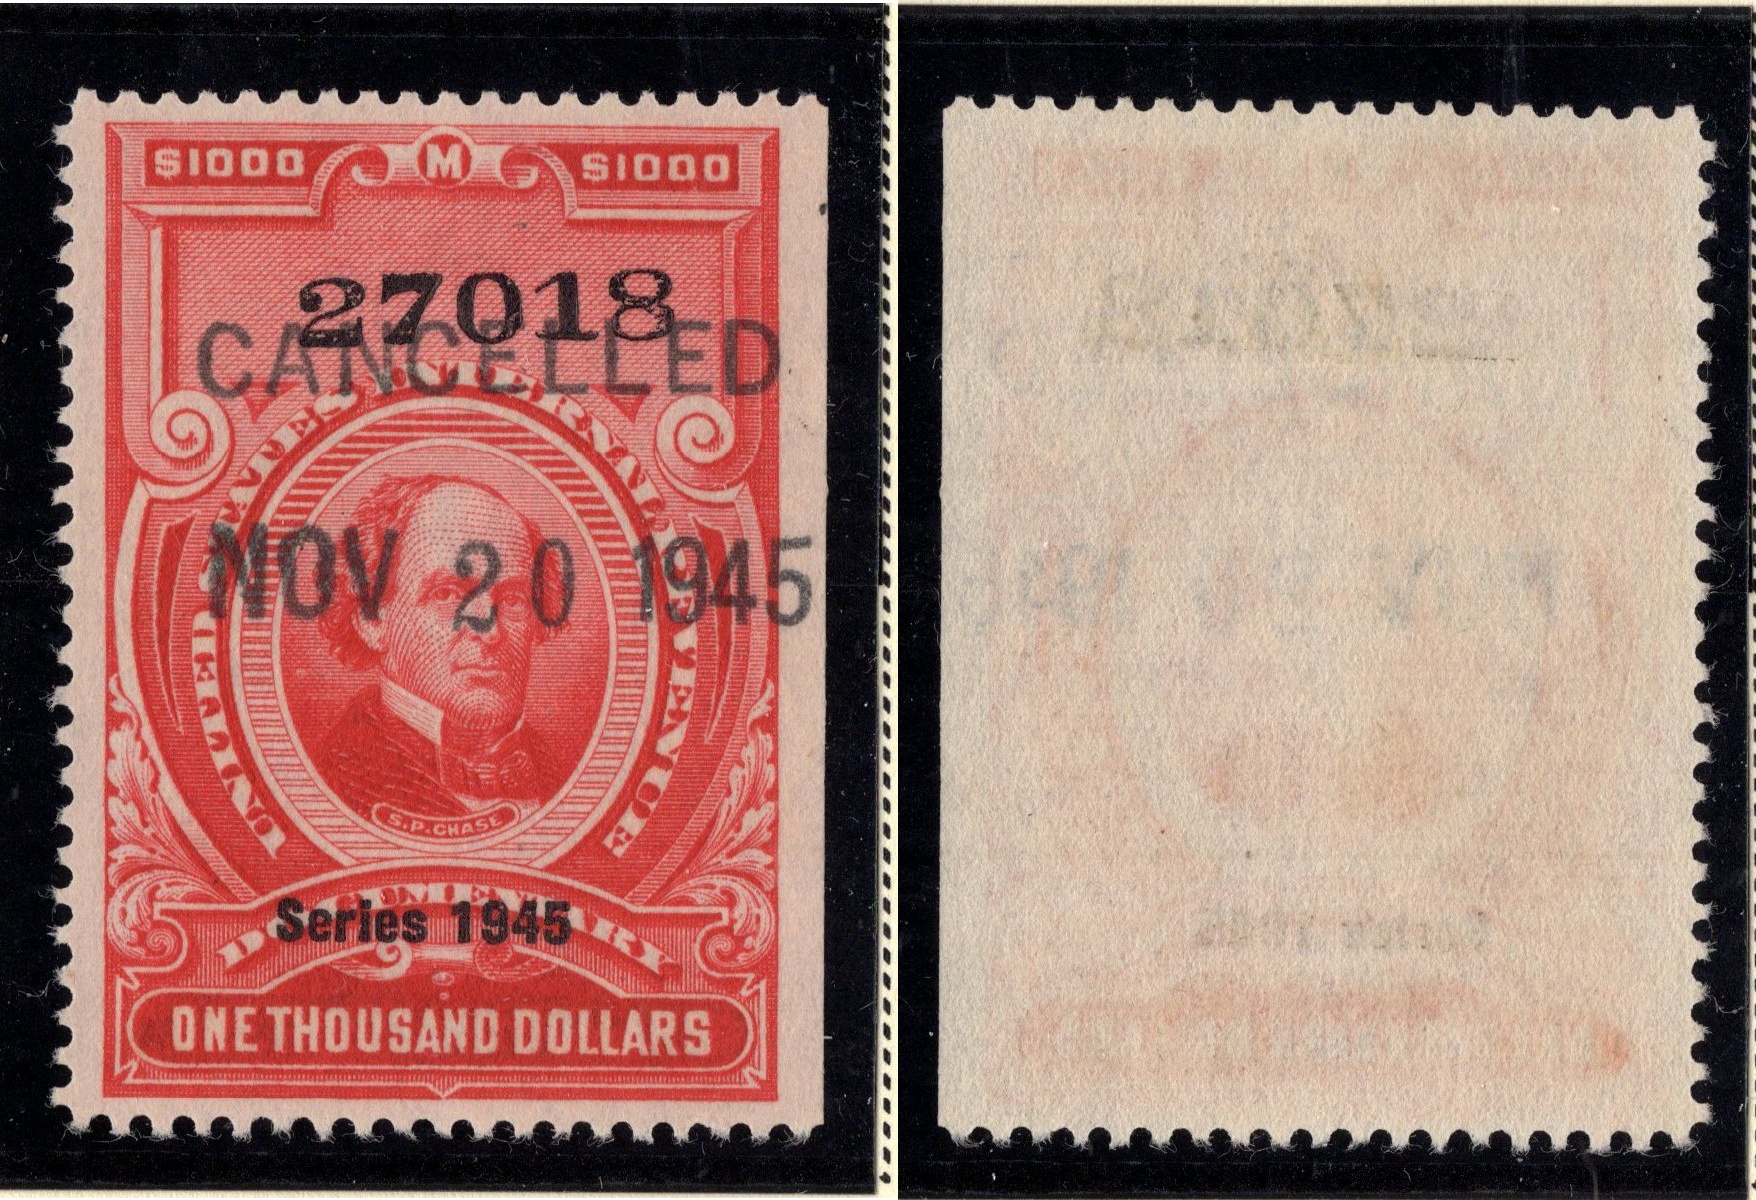 $1000 M $1000
27018
CANCELLED
UNITED STATES INTERNAL REVENUE
NOV 20 1945
S.P. CHASE
DOCUMENTARY
Series 1945
ONE THOUSAND DOLLARS